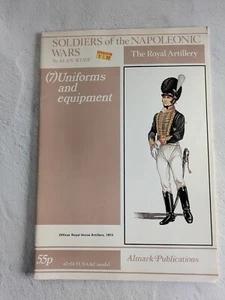 SOLDIERS of the NAPOLEONIC
WARS
by ALAN KEMP
The Royal Artillery
(7) Uniforms
and
equipment
Officer Royal Horse Artillery, 1815
55p
Almark Publications